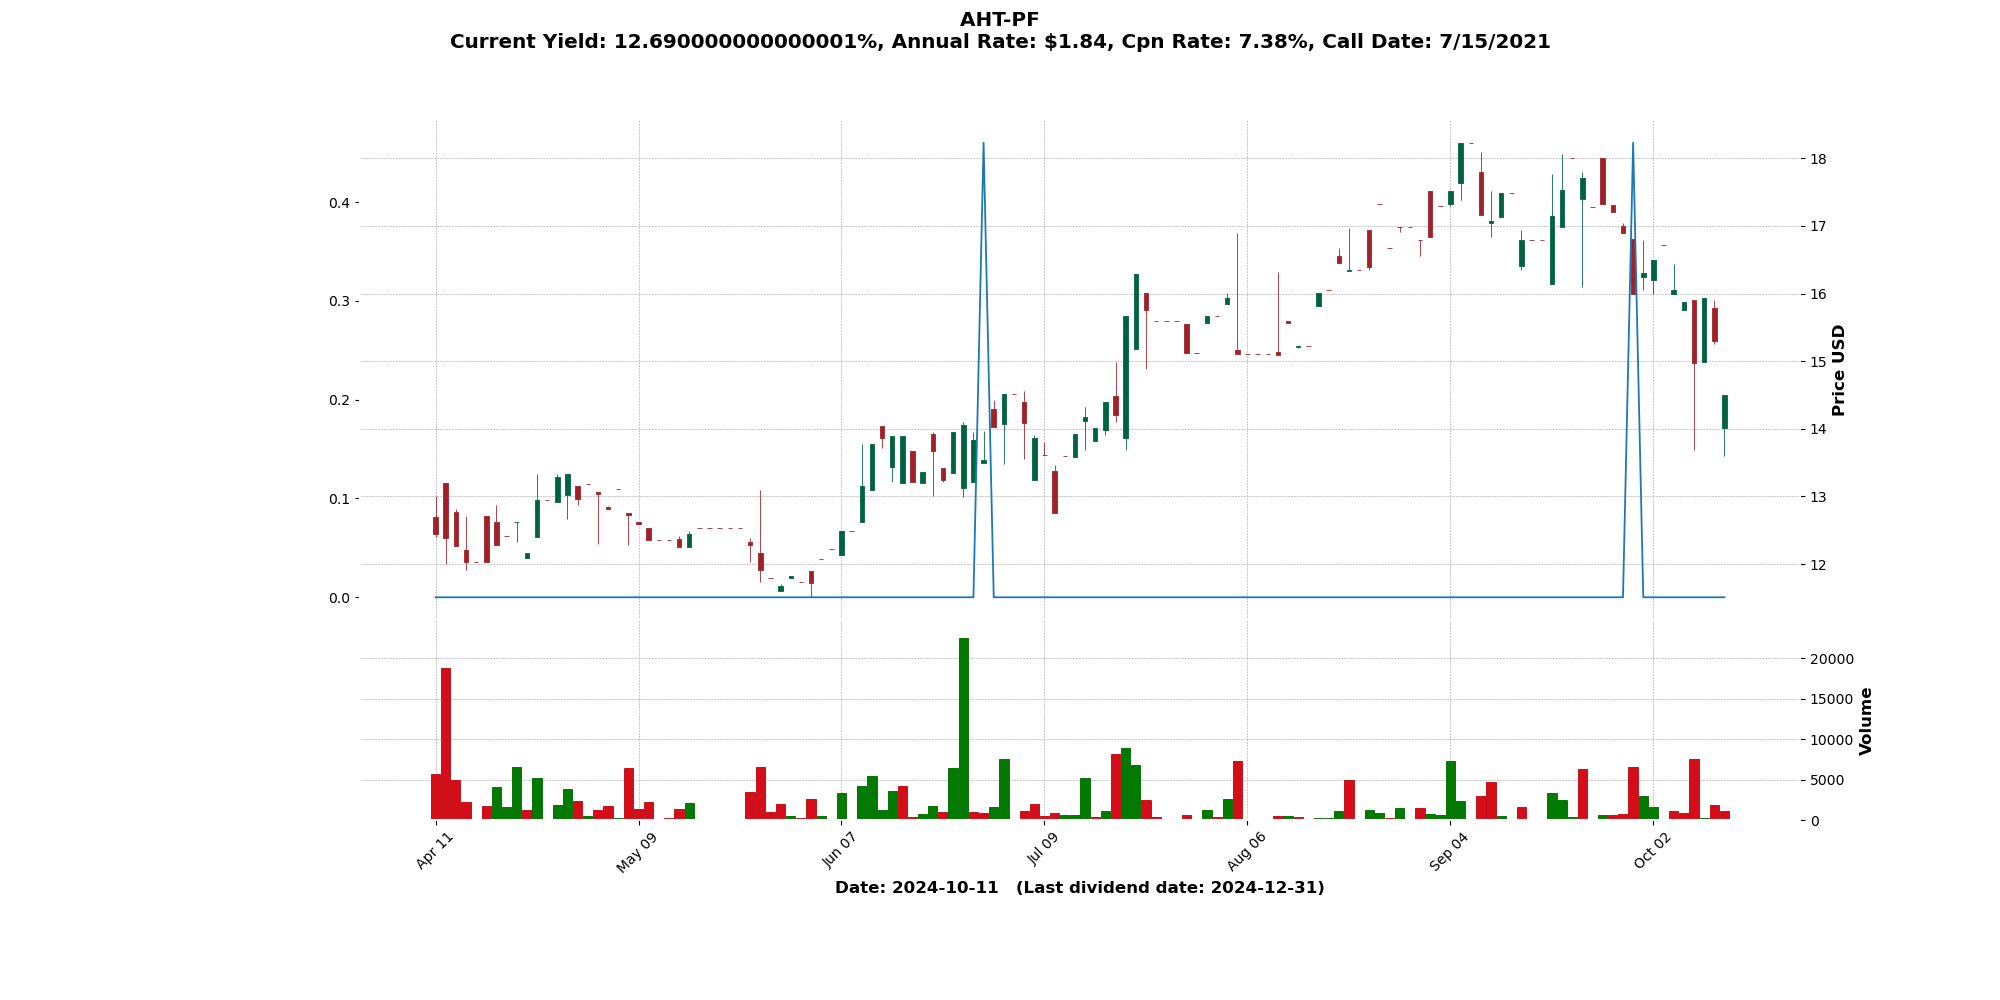 AHT-PF
Current Yield: 12.690000000000001%, Annual Rate: $1.84, Cpn Rate: 7.38%, Call Date: 7/15/2021
0.4
0.3
0.2
0.1
0.0
18
17
16
15
14
13
12
Price USD
20000
15000
10000
5000
0
Volume
Apr 11
May 09
Jun 07
Jul 09
Aug 06
Sep 04
Oct 02
Date: 2024-10-11   (Last dividend date: 2024-12-31)